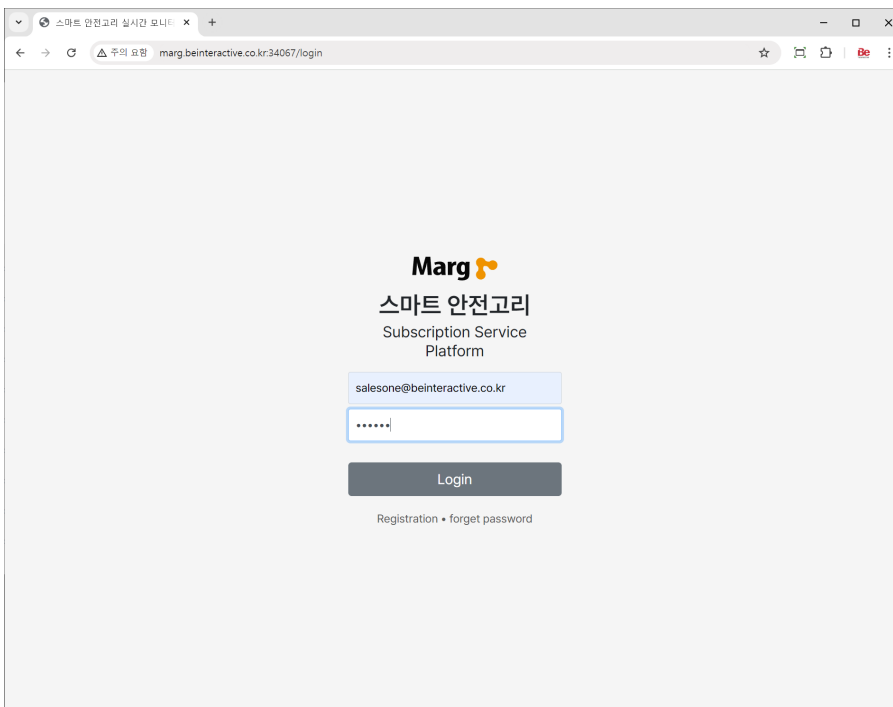 스마트 안전고리 실시간 모니터
주의 요함
marg.beinteractive.co.kr:34067/login
Be
Marg
스마트 안전고리
Subscription Service
Platform
salesone@beinteractive.co.kr
••••••
Login
Registration • forget password